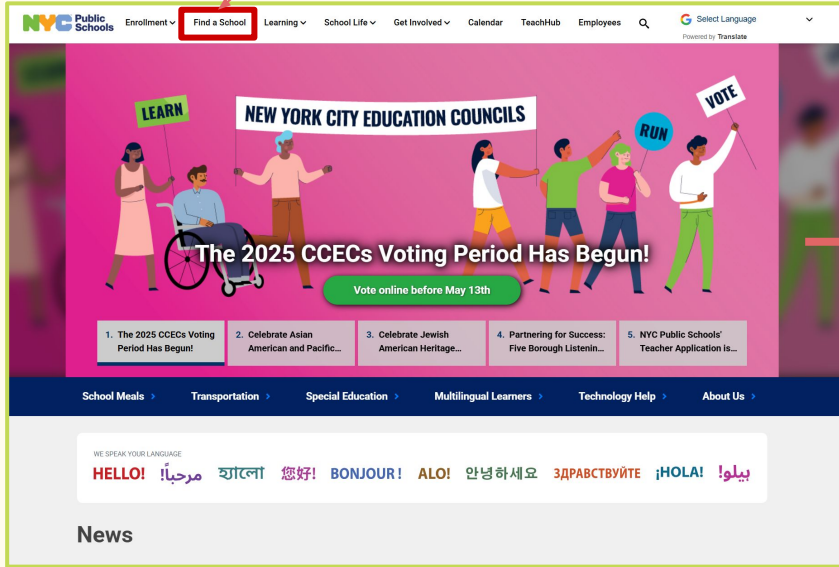 NYC Public Schools
Enrollment
Find a School
Learning
School Life
Get Involved
Calendar
TeachHub
Employees
G Select Language
Powered by Translate
LEARN
NEW YORK CITY EDUCATION COUNCILS
RUN
VOTE
The 2025 CCECs Voting Period Has Begun!
Vote online before May 13th
1. The 2025 CCECs Voting
Period Has Begun!
2. Celebrate Asian
American and Pacific...
3. Celebrate Jewish
American Heritage...
4. Partnering for Success:
Five Borough Listenin...
5. NYC Public Schools'
Teacher Application is...
School Meals >
Transportation >
Special Education >
Multilingual Learners >
Technology Help >
About Us >
WE SPEAK YOUR LANGUAGE
HELLO! مرحباً! হ্যালো 您好! BONJOUR! ALO! 안녕하세요 ЗДРАВСТВУЙТЕ ¡HOLA! بيلو!
News